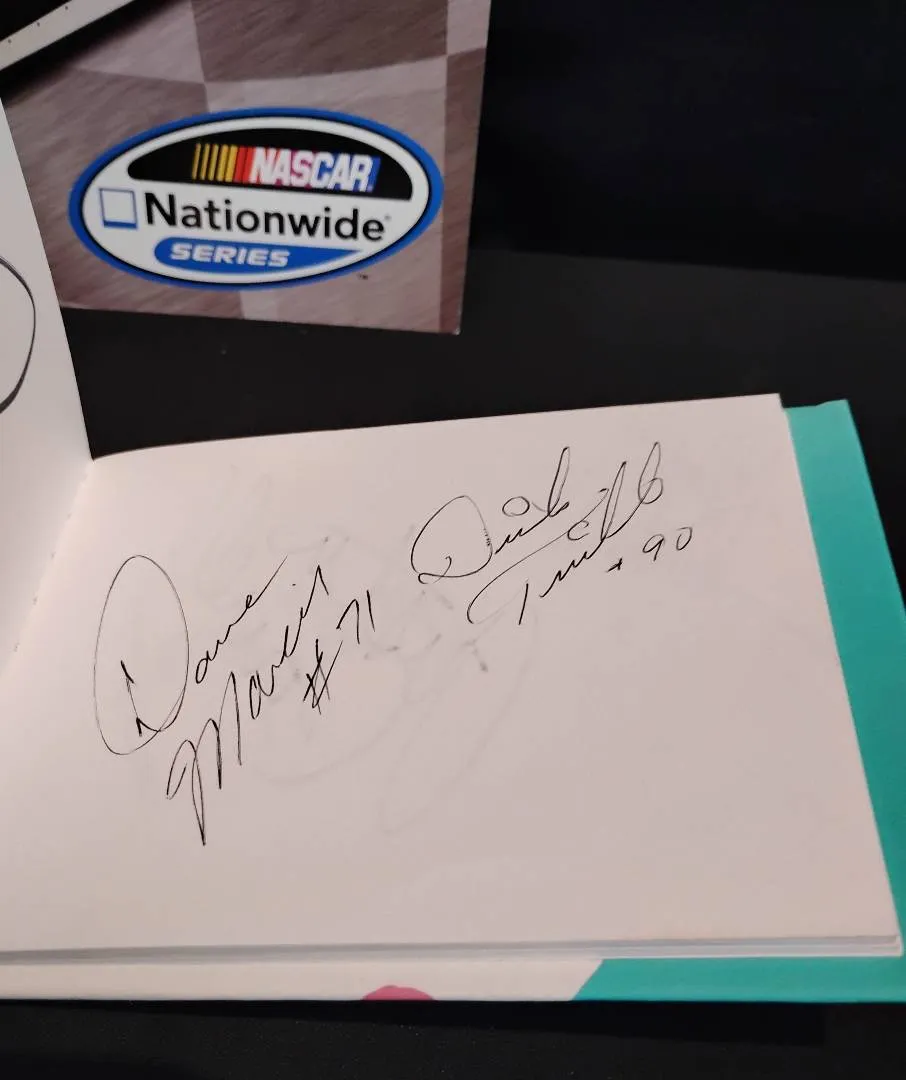 NASCAR
Nationwide
SERIES
Dave
Marcis
#71
Dick
Trickle
90